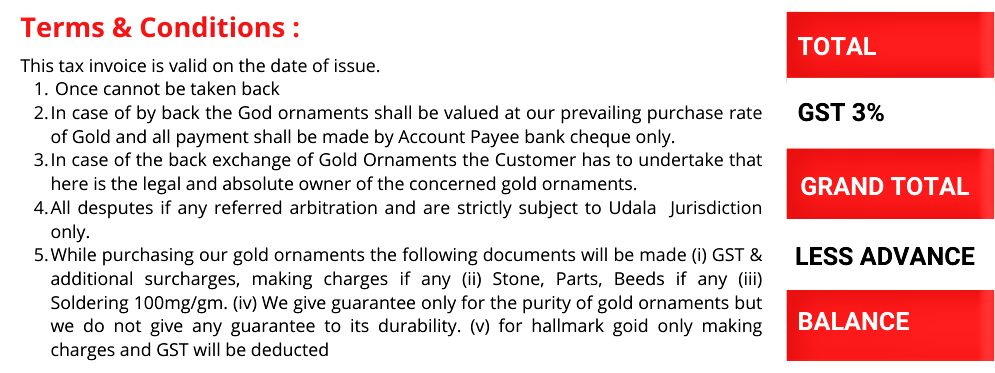 Terms & Conditions :
This tax invoice is valid on the date of issue.
1. Once cannot be taken back
2. In case of by back the God ornaments shall be valued at our prevailing purchase rate
of Gold and all payment shall be made by Account Payee bank cheque only.
3. In case of the back exchange of Gold Ornaments the Customer has to undertake that
here is the legal and absolute owner of the concerned gold ornaments.
4. All desputes if any referred arbitration and are strictly subject to Udala Jurisdiction
only.
5. While purchasing our gold ornaments the following documents will be made (i) GST &
additional surcharges, making charges if any (ii) Stone, Parts, Beeds if any (iii)
Soldering 100mg/gm. (iv) We give guarantee only for the purity of gold ornaments but
we do not give any guarantee to its durability. (v) for hallmark goid only making
charges and GST will be deducted
TOTAL
GST 3%
GRAND TOTAL
LESS ADVANCE
BALANCE